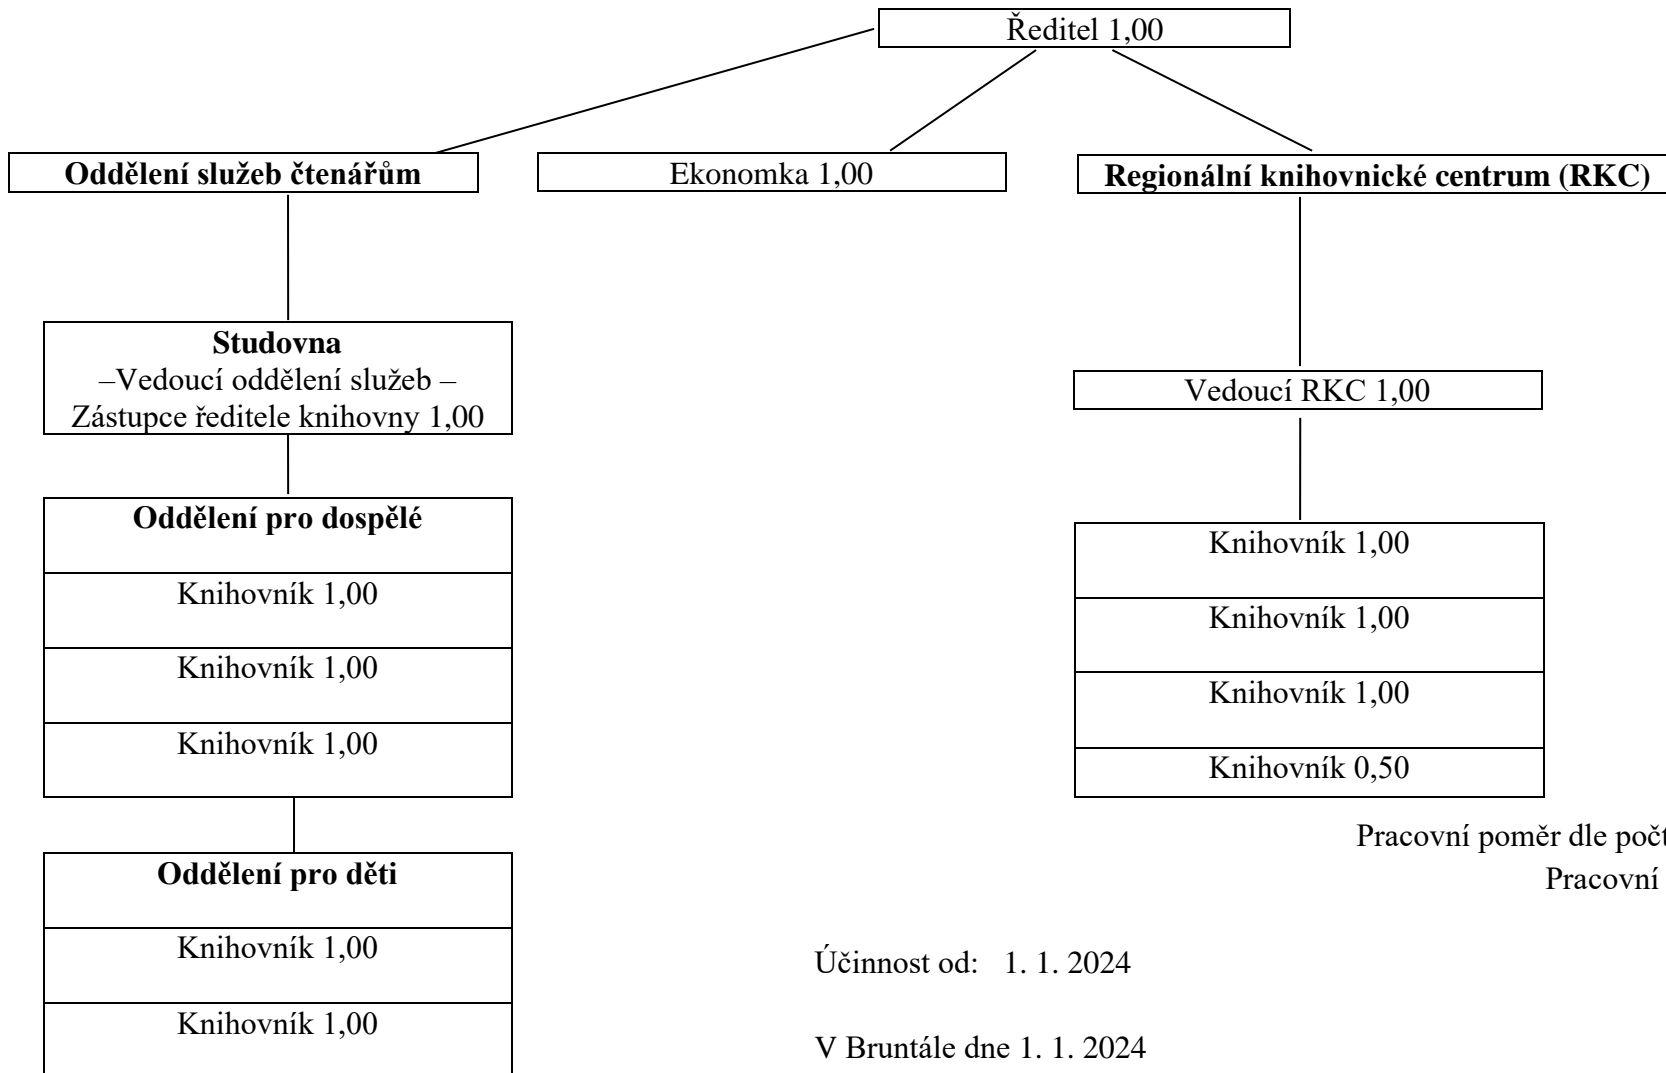 Ředitel 1,00
Oddělení služeb čtenářům
Ekonomka 1,00
Regionální knihovnické centrum (RKC)
Studovna
–Vedoucí oddělení služeb –
Zástupce ředitele knihovny 1,00
Vedoucí RKC 1,00
Oddělení pro dospělé
Knihovník 1,00
Knihovník 1,00
Knihovník 1,00
Knihovník 1,00
Knihovník 1,00
Knihovník 1,00
Knihovník 0,50
Pracovní poměr dle
Pracovní
Oddělení pro děti
Knihovník 1,00
Knihovník 1,00
Účinnost od: 1. 1. 2024
V Bruntále dne 1. 1. 2024